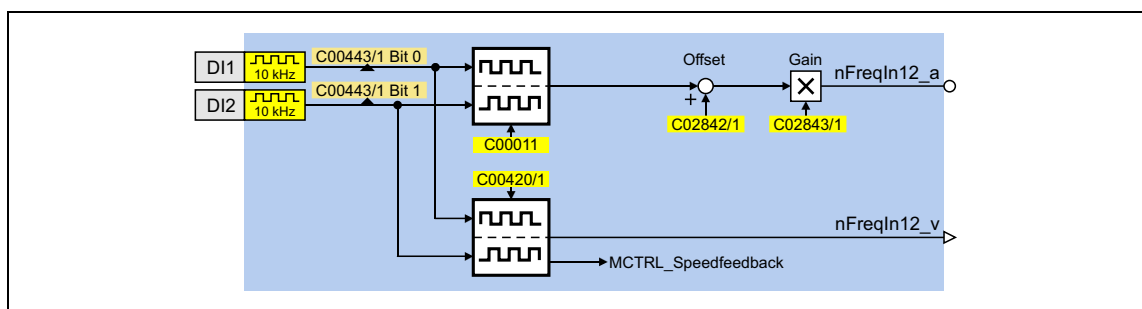 DI1
10 kHz
C00443/1 Bit 0
DI2
10 kHz
C00443/1 Bit 1
C00011
Offset
+
C02842/1
Gain
×
C02843/1
nFreqIn12_a
C00420/1
nFreqIn12_v
MCTRL_Speedfeedback